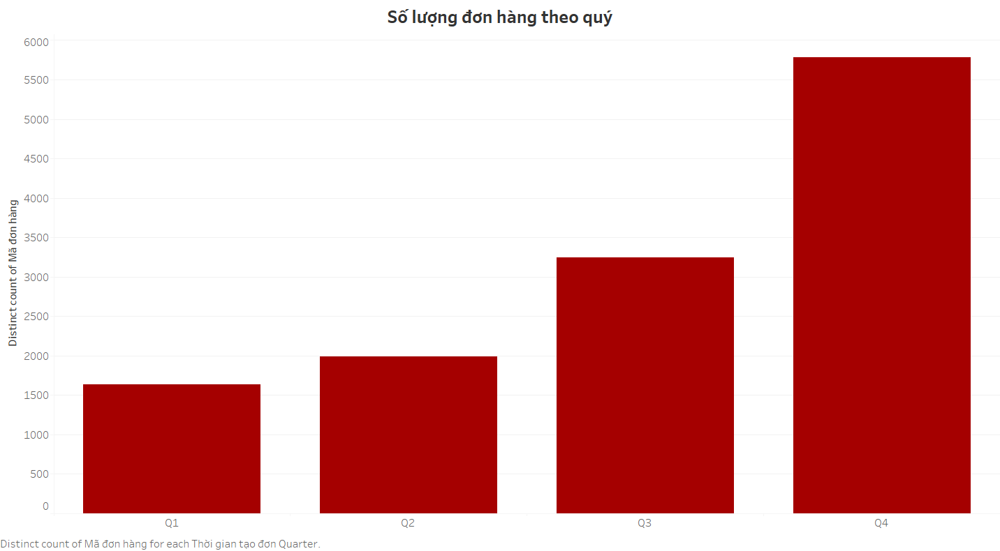 Số lượng đơn hàng theo quý
6000
5500
5000
4500
4000
3500
3000
2500
2000
1500
1000
500
0
Distinct count of Mã đơn hàng
Q1
Q2
Q3
Q4
Distinct count of Mã đơn hàng for each Thời gian tạo đơn Quarter.